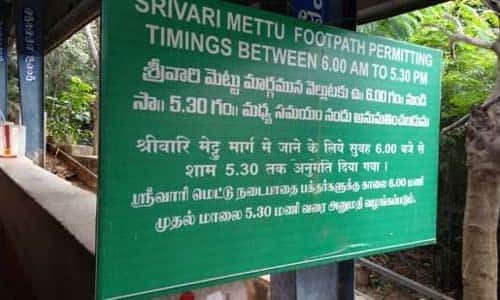 SRIVARI METTU FOOTPATH PERMITTING
TIMINGS BETWEEN 6.00 AM TO 5.30 PM
శ్రీవారి మెట్టు మార్గమున వెళ్లుటకు ఉ॥ 6.00 గం॥ నుండి
సా॥ 5.30 గం॥ మధ్య సమయం నందు అనుమతించబడును
श्रीवारि मेट्टु मार्ग मे जाने के लिये सुवह 6.00 बजे से
शाम 5.30 तक अनुमति दिया गया ।
ஸ்ரீவாரி மெட்டு நடைபாதை பக்தர்களுக்கு காலை 6.00 மணி
முதல் மாலை 5.30 மணி வரை அனுமதி வழங்கப்படும்.